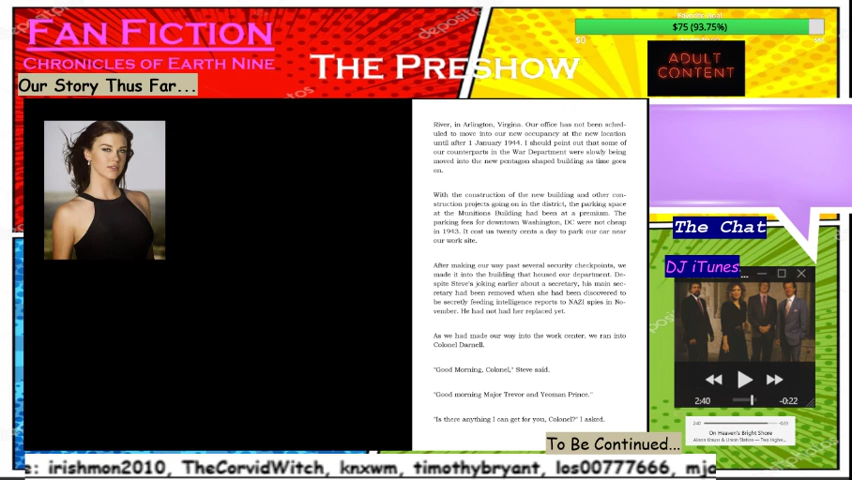 Fan Fiction
Chronicles of Earth Nine
Our Story Thus Far...
The Preshow
$75 (93.75%)
$0
ADULT
CONTENT
River, in Arlington, Virgina. Our office has not been sched-
uled to move into our new occupancy at the new location
until after 1 January 1944. I should point out that some of
our counterparts in the War Department were slowly being
moved into the new pentagon shaped building as time goes
on.
With the construction of the new building and other con-
struction projects going on in the district, the parking space
at the Munitions Building had been at a premium. The
parking fees for downtown Washington, DC were not cheap
in 1943. It cost us twenty cents a day to park our car near
our work site.
After making our way past several security checkpoints, we
made it into the building that housed our department. De-
spite Steve's joking earlier about a secretary, his main sec-
retary had been removed when she had been discovered to
be secretly feeding intelligence reports to NAZI spies in No-
vember. He had not had her replaced yet.
As we had made our way into the work center, we ran into
Colonel Darnell.
"Good Morning, Colonel," Steve said.
"Good morning Major Trevor and Yeoman Prince."
"Is there anything I can get for you, Colonel?" I asked.
The Chat
DJ iTunes
2:40
-0:22
On Heaven's Bright Shore
To Be Continued...
e: irishmon2010, TheCorvidWitch, knxwm, timothybryant, los00777666, mja